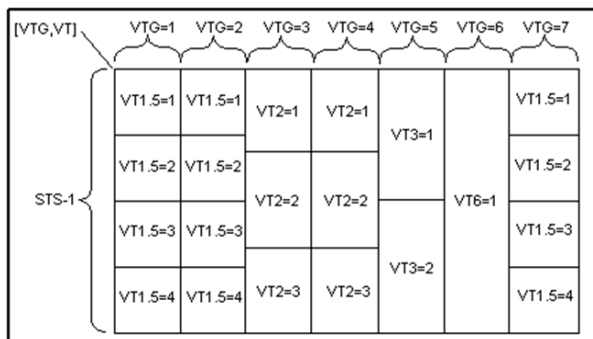 [VTG,VT] VTG=1 VTG=2 VTG=3 VTG=4 VTG=5 VTG=6 VTG=7
VT1.5=1 VT1.5=1 VT2=1 VT2=1 VT3=1 VT1.5=1
VT1.5=2 VT1.5=2 VT1.5=2
STS-1 VT2=2 VT2=2 VT6=1
VT1.5=3 VT1.5=3 VT1.5=3
VT3=2
VT1.5=4 VT1.5=4 VT2=3 VT2=3 VT1.5=4